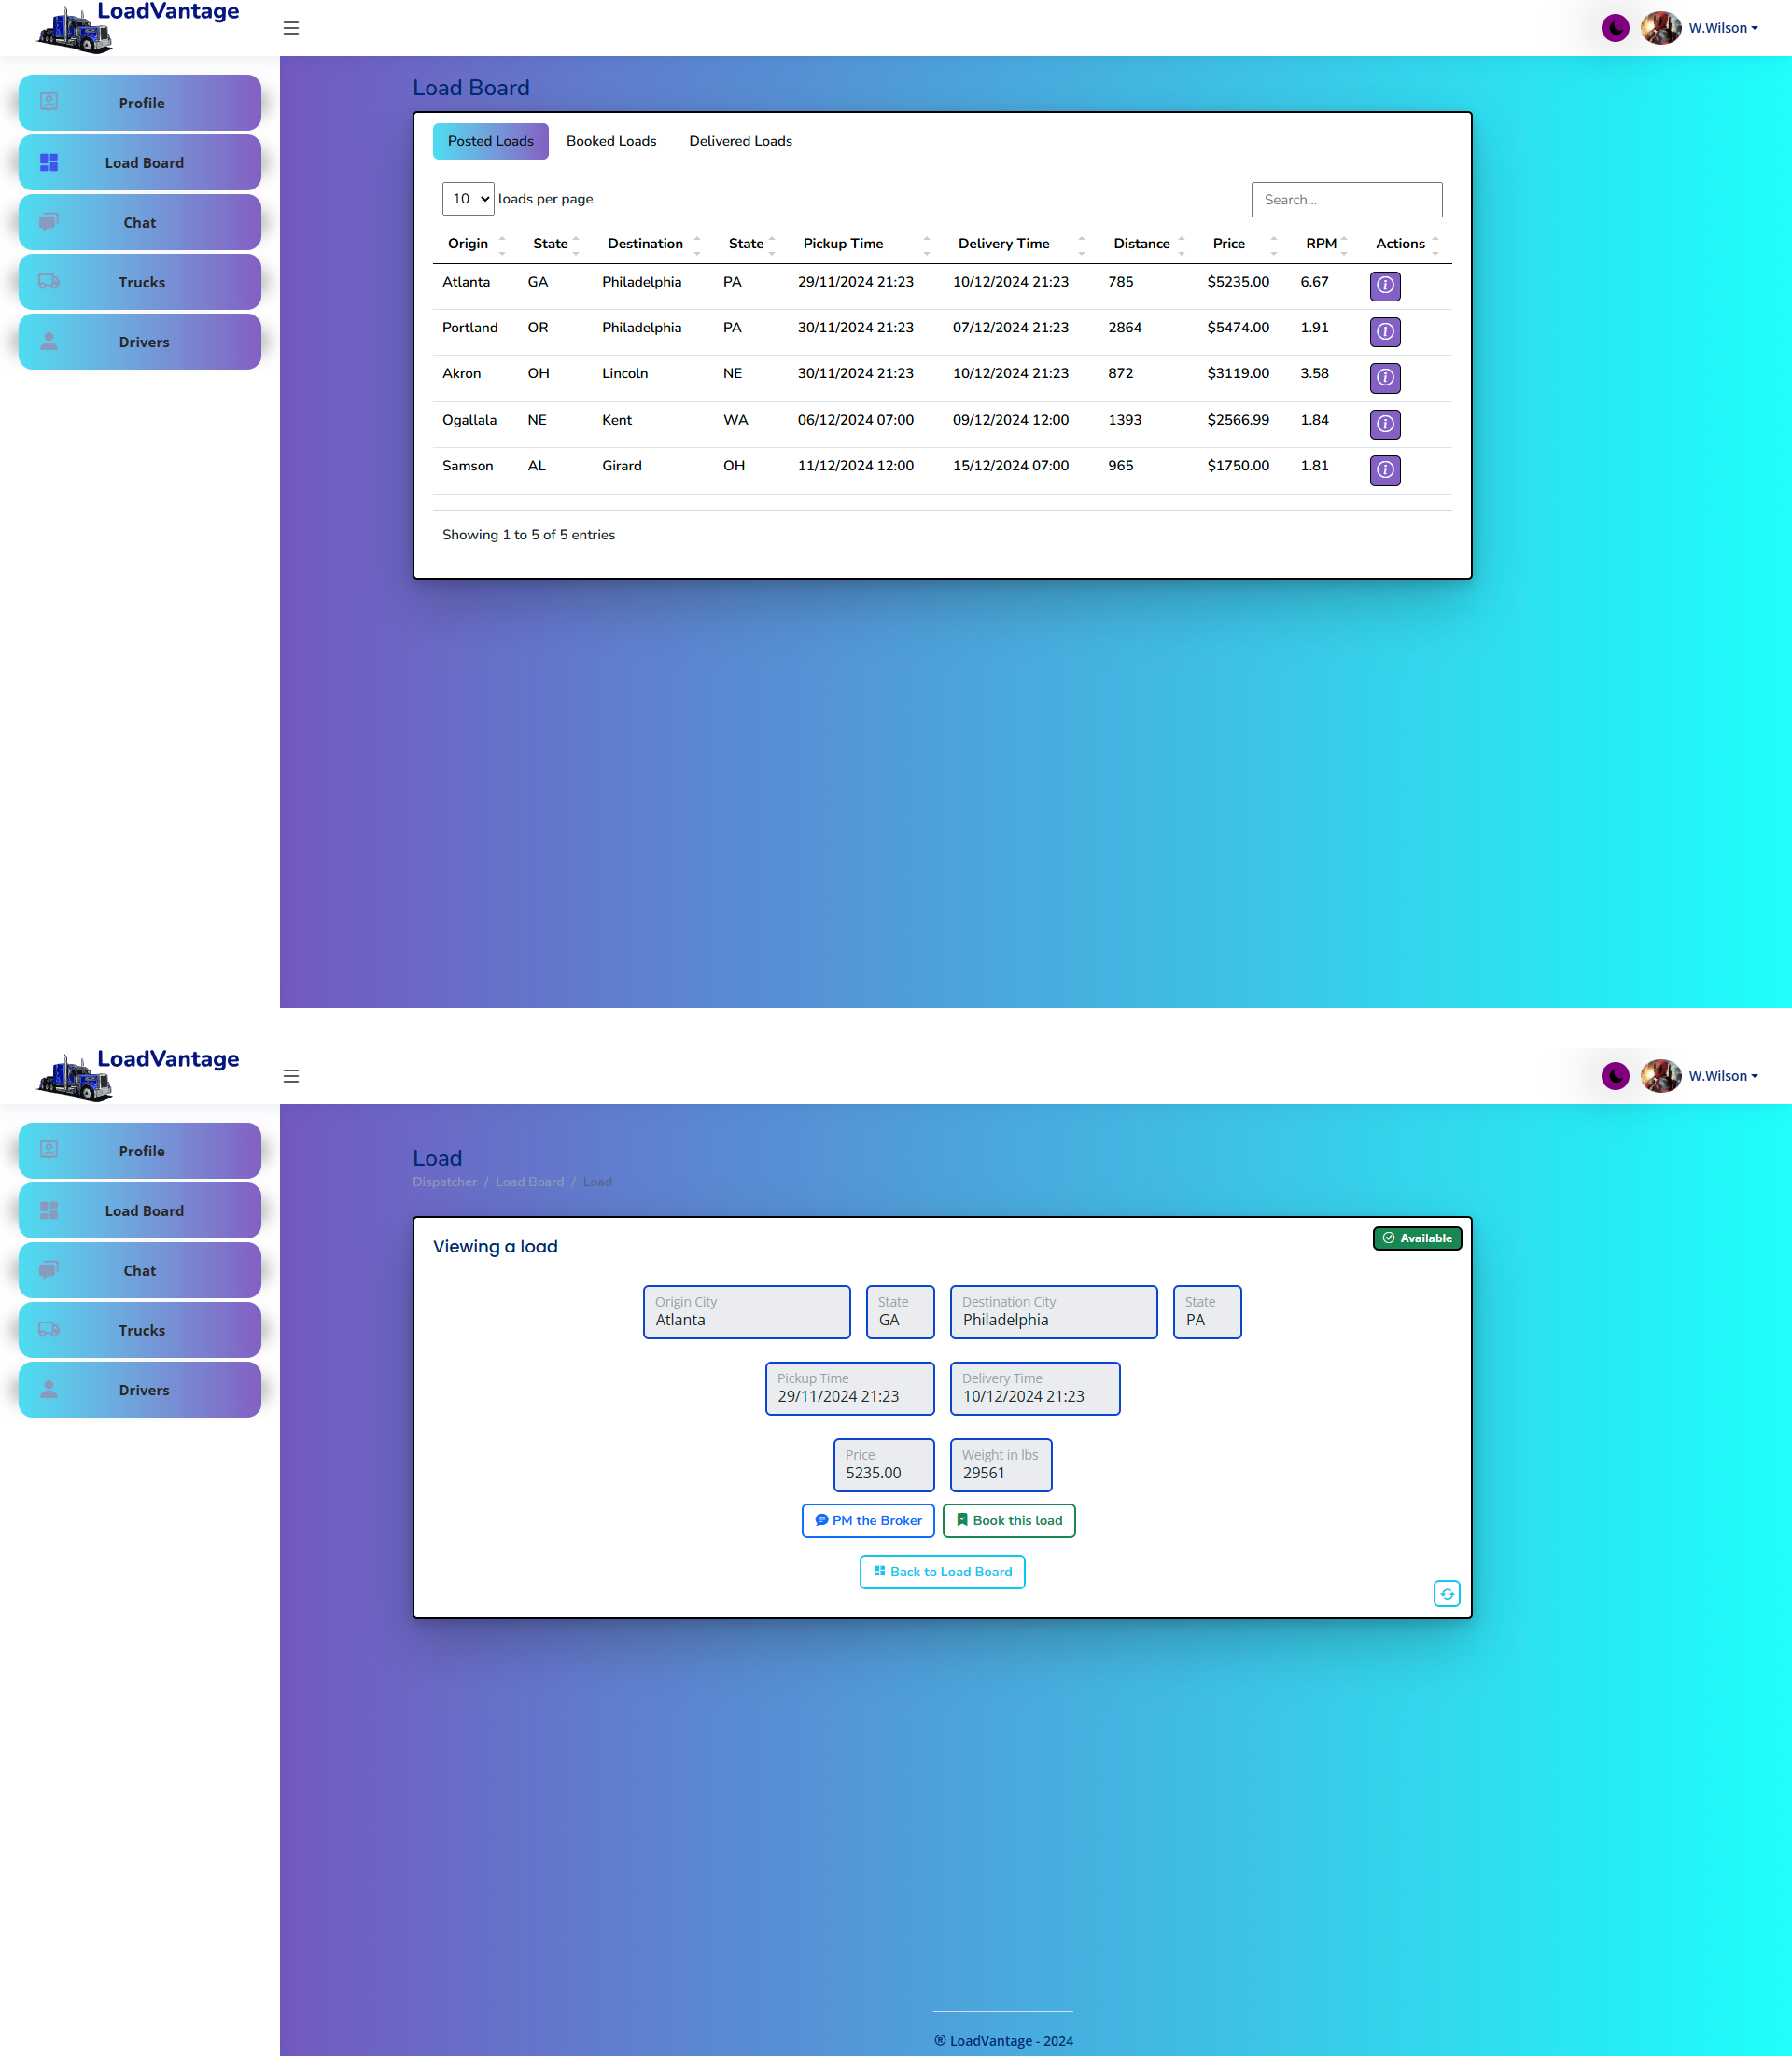 LoadVantage
W.Wilson
Profile
Load Board
Chat
Trucks
Drivers
Load Board
Posted Loads Booked Loads Delivered Loads
10 loads per page
Search...
Origin State Destination State Pickup Time Delivery Time Distance Price RPM Actions
Atlanta GA Philadelphia PA 29/11/2024 21:23 10/12/2024 21:23 785 $5235.00 6.67
Portland OR Philadelphia PA 30/11/2024 21:23 07/12/2024 21:23 2864 $5474.00 1.91
Akron OH Lincoln NE 30/11/2024 21:23 10/12/2024 21:23 872 $3119.00 3.58
Ogallala NE Kent WA 06/12/2024 07:00 09/12/2024 12:00 1393 $2566.99 1.84
Samson AL Girard OH 11/12/2024 12:00 15/12/2024 07:00 965 $1750.00 1.81
Showing 1 to 5 of 5 entries
LoadVantage
W.Wilson
Profile
Load Board
Chat
Trucks
Drivers
Load
Dispatcher / Load Board / Load
Viewing a load
Available
Origin City State Destination City State
Atlanta GA Philadelphia PA
Pickup Time Delivery Time
29/11/2024 21:23 10/12/2024 21:23
Price Weight in lbs
5235.00 29561
PM the Broker Book this load
Back to Load Board
® LoadVantage - 2024